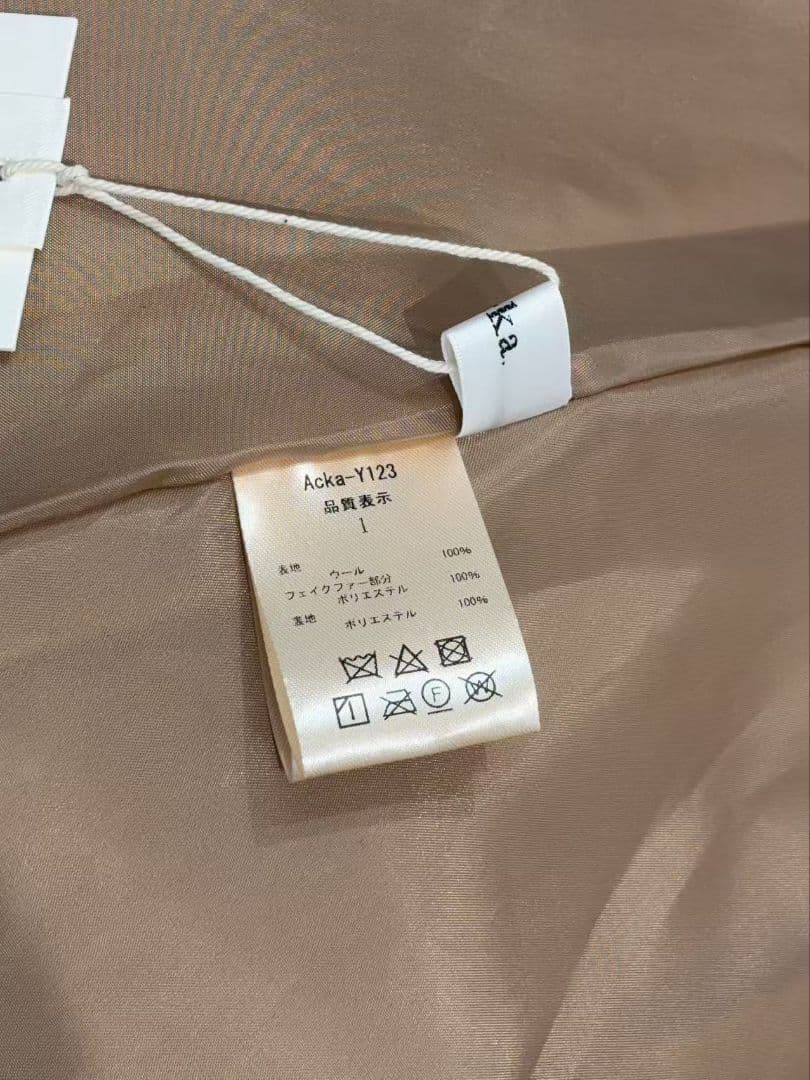 ka.
Acka-Y123
品質表示
1
表地 ウール 100%
フェイクファー部分
ポリエステル 100%
裏地 ポリエステル 100%
F
W